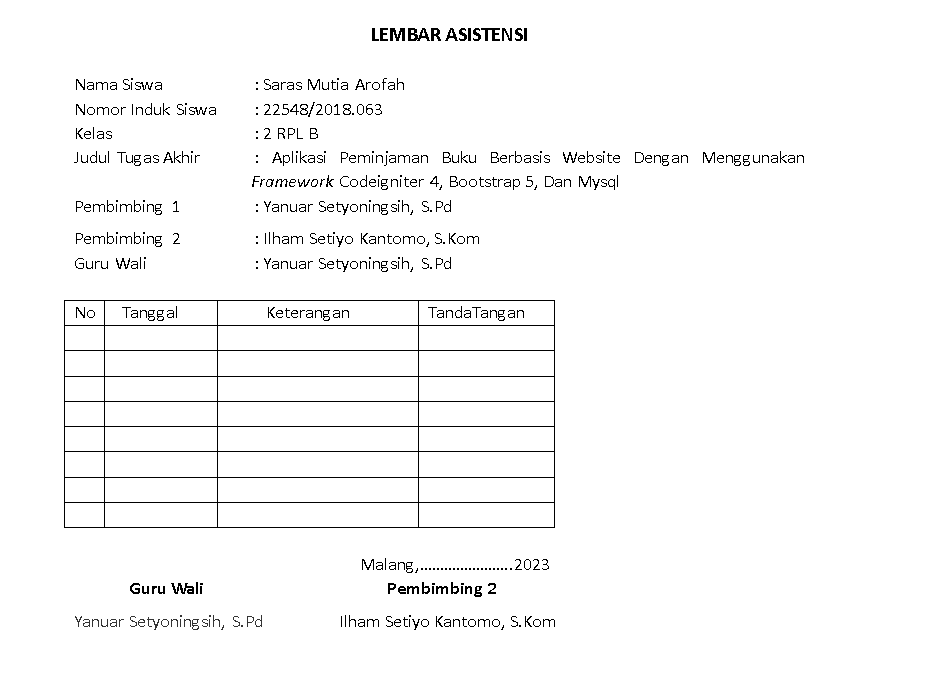 LEMBAR ASISTENSI
Nama Siswa : Saras Mutia Arofah
Nomor Induk Siswa : 22548/2018.063
Kelas : 2 RPL B
Judul Tugas Akhir : Aplikasi Peminjaman Buku Berbasis Website Dengan Menggunakan
Framework Codeigniter 4, Bootstrap 5, Dan Mysql
Pembimbing 1 : Yanuar Setyoningsih, S.Pd
Pembimbing 2 : Ilham Setiyo Kantomo, S.Kom
Guru Wali : Yanuar Setyoningsih, S.Pd
No Tanggal Keterangan TandaTangan
Malang,.......................2023
Guru Wali Pembimbing 2
Yanuar Setyoningsih, S.Pd Ilham Setiyo Kantomo, S.Kom